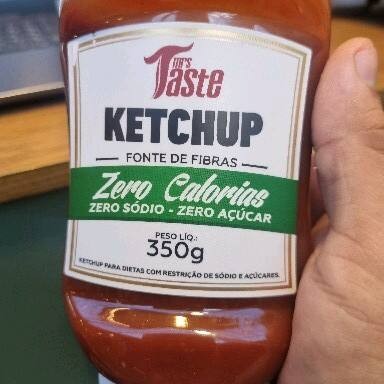 MRS
Taste
KETCHUP
FONTE DE FIBRAS
Zero Calorias
ZERO SÓDIO - ZERO AÇÚCAR
PESO LÍQ.:
350g
KETCHUP PARA DIETAS COM RESTRIÇÃO DE SÓDIO E AÇÚCARES.